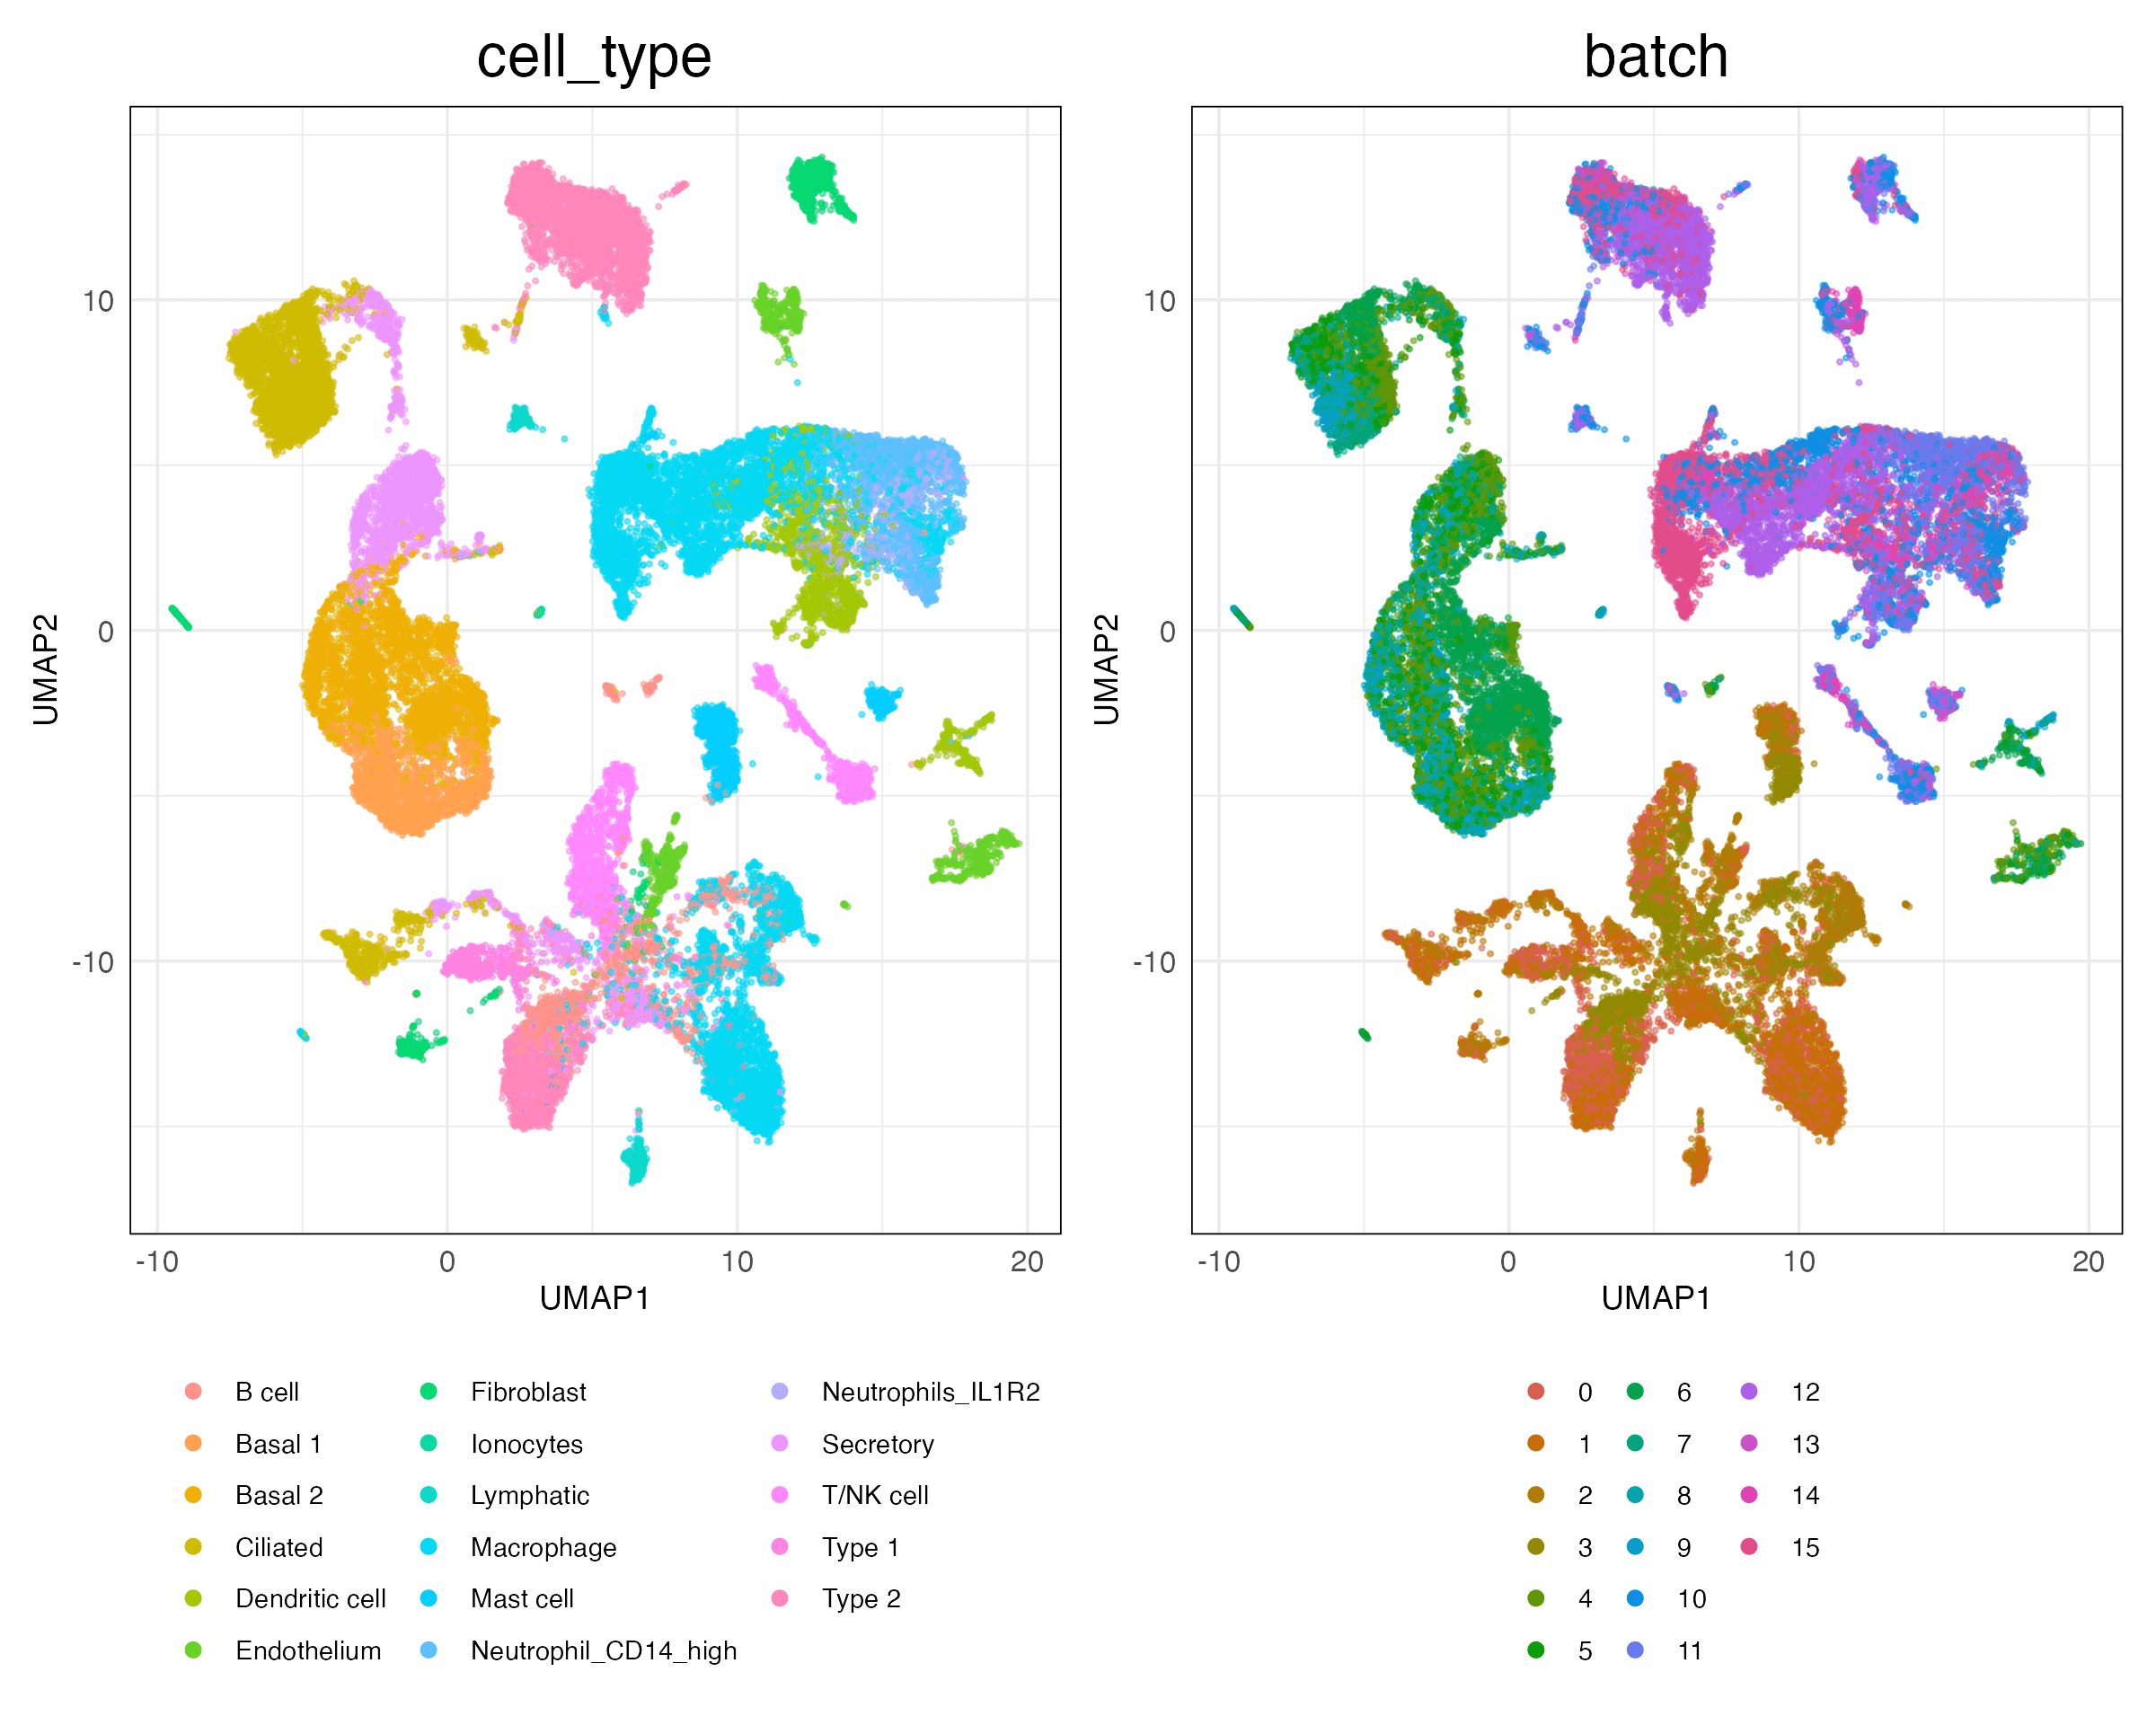 cell_type
batch
10
0
-10
UMAP2
-10
0
10
20
UMAP1
10
0
-10
UMAP2
-10
0
10
20
UMAP1
B cell
Basal 1
Basal 2
Ciliated
Dendritic cell
Endothelium
Fibroblast
Ionocytes
Lymphatic
Macrophage
Mast cell
Neutrophil_CD14_high
Neutrophils_IL1R2
Secretory
T/NK cell
Type 1
Type 2
0
1
2
3
4
5
6
7
8
9
10
11
12
13
14
15